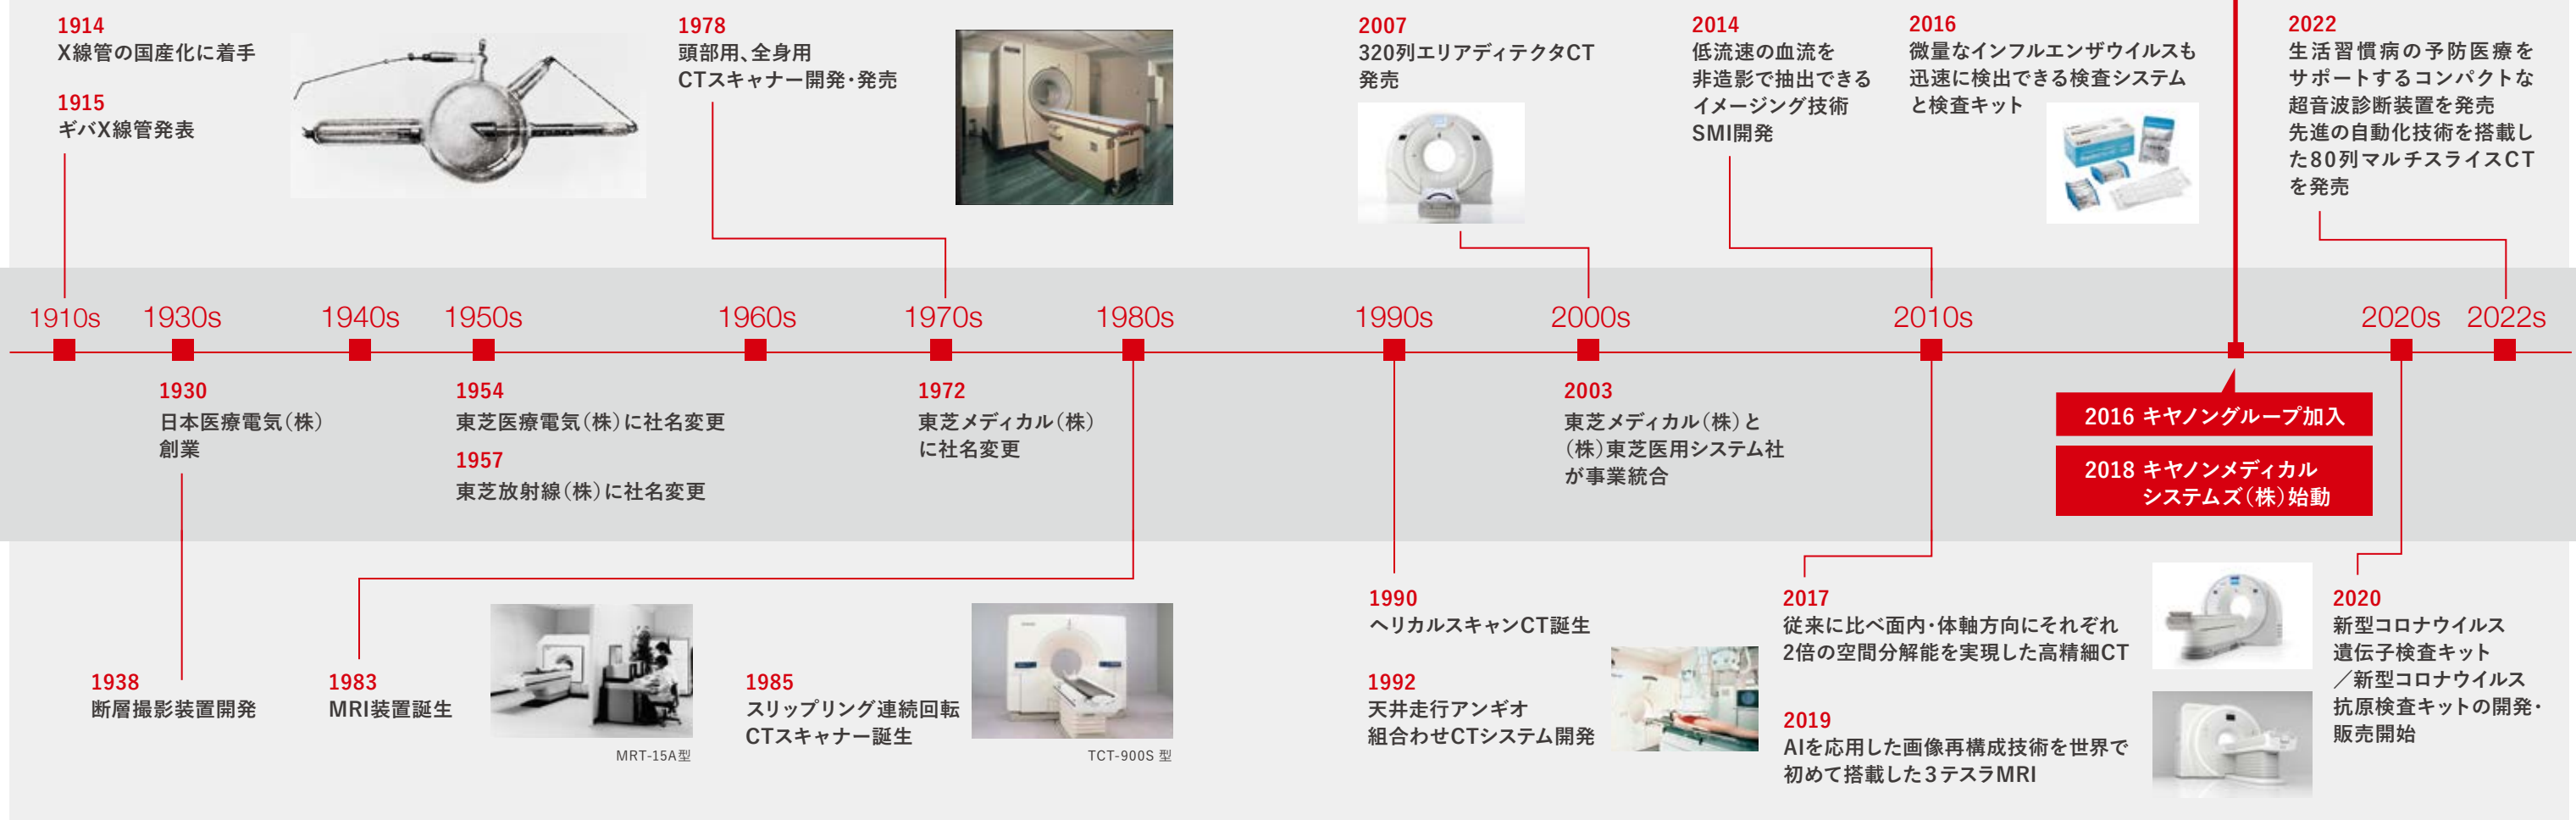 1914
X線管の国産化に着手
1915
ギバX線管発表
1978
頭部用、全身用
CTスキャナー開発・発売
2007
320列エリアディテクタCT
発売
2014
低流速の血流を
非造影で抽出できる
イメージング技術
SMI開発
2016
微量なインフルエンザウイルスも
迅速に検出できる検査システム
と検査キット
2022
生活習慣病の予防医療を
サポートするコンパクトな
超音波診断装置を発売
先進の自動化技術を搭載し
た80列マルチスライスCT
を発売
1910s
1930s
1940s
1950s
1960s
1970s
1980s
1990s
2000s
2010s
2020s
2022s
1930
日本医療電気（株）
創業
1954
東芝医療電気（株）に社名変更
1957
東芝放射線（株）に社名変更
1972
東芝メディカル（株）
に社名変更
2003
東芝メディカル（株）と
（株）東芝医用システム社
が事業統合
2016 キヤノングループ加入
2018 キヤノンメディカル
システムズ（株）始動
1938
断層撮影装置開発
1983
MRI装置誕生
MRT-15A型
1985
スリップリング連続回転
CTスキャナー誕生
TCT-900S 型
1990
ヘリカルスキャンCT誕生
1992
天井走行アンギオ
組合わせCTシステム開発
2017
従来に比べ面内・体軸方向にそれぞれ
2倍の空間分解能を実現した高精細CT
2019
AIを応用した画像再構成技術を世界で
初めて搭載した3テスラMRI
2020
新型コロナウイルス
遺伝子検査キット
／新型コロナウイルス
抗原検査キットの開発・
販売開始